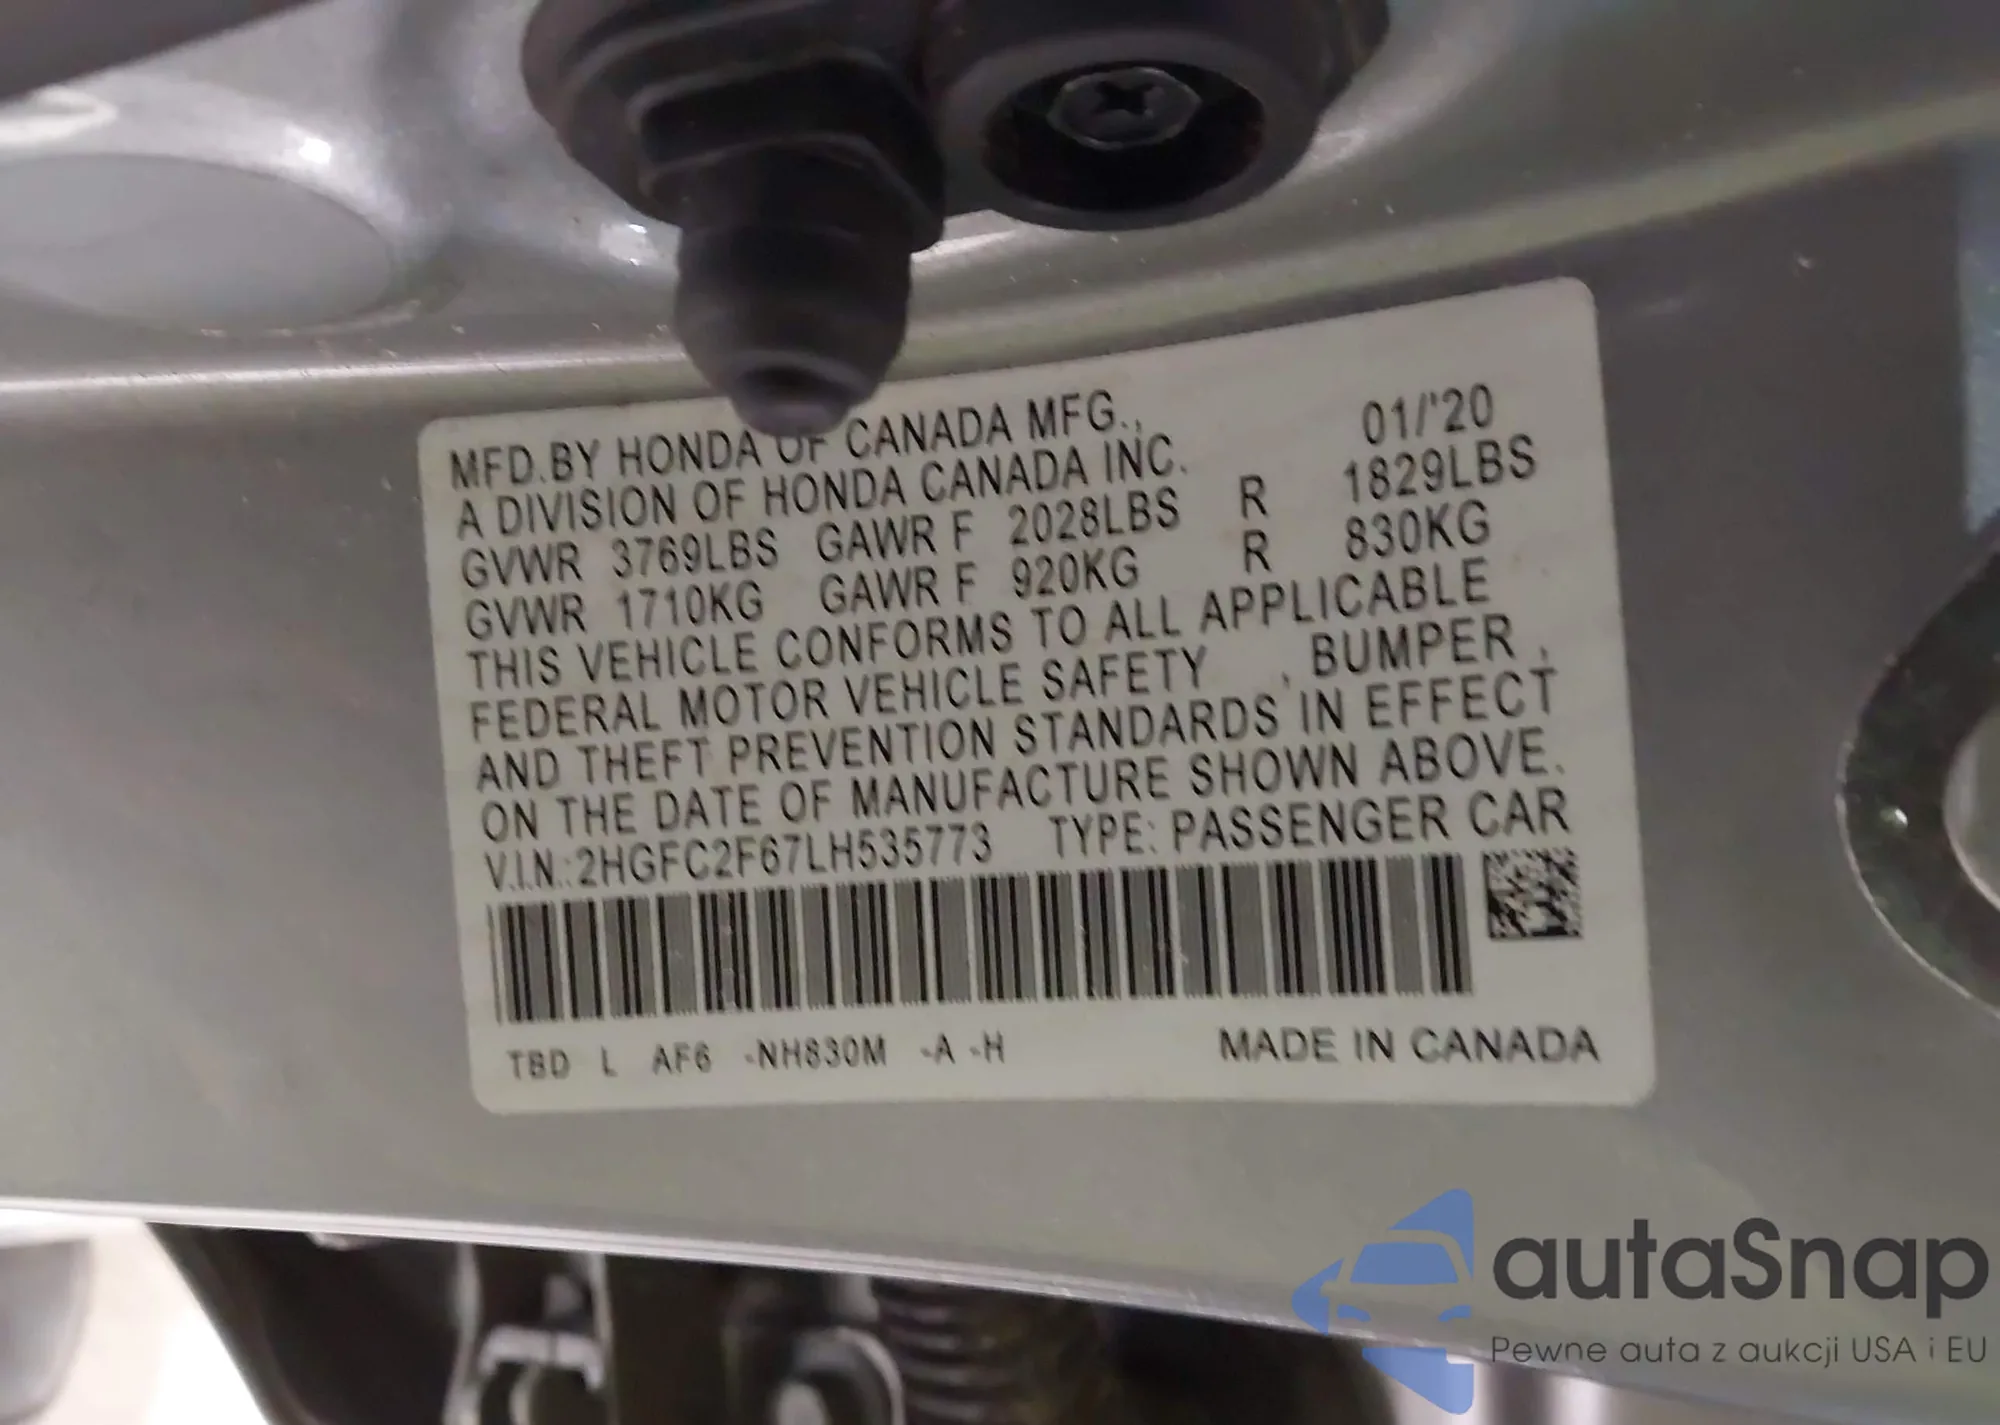 MFD.BY HONDA OF CANADA MFG., 01/'20
A DIVISION OF HONDA CANADA INC.
GVWR 3769LBS GAWR F 2028LBS R 1829LBS
GVWR 1710KG GAWR F 920KG R 830KG
THIS VEHICLE CONFORMS TO ALL APPLICABLE
FEDERAL MOTOR VEHICLE SAFETY , BUMPER ,
AND THEFT PREVENTION STANDARDS IN EFFECT
ON THE DATE OF MANUFACTURE SHOWN ABOVE.
V.I.N.:2HGFC2F67LH535773 TYPE: PASSENGER CAR
TBD L AF6 -NH830M -A -H MADE IN CANADA
autaSnap
Pewne auta z aukcji USA i EU